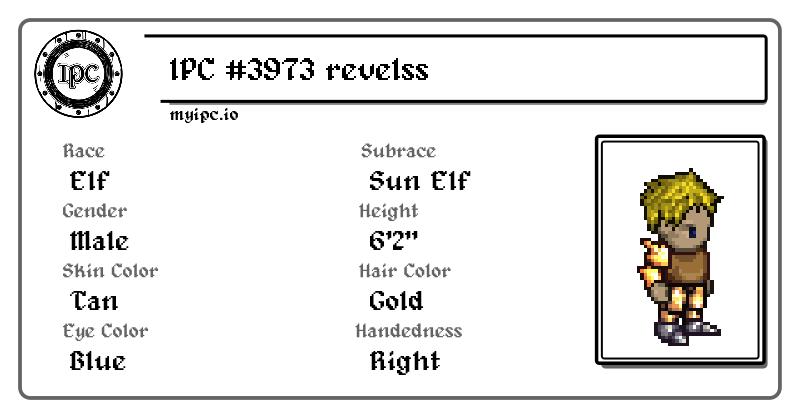 IPC
IPC #3973 revelss
myipc.io
Race
Elf
Subrace
Sun Elf
Gender
Male
Height
6'2"
Skin Color
Tan
Hair Color
Gold
Eye Color
Blue
Handedness
Right